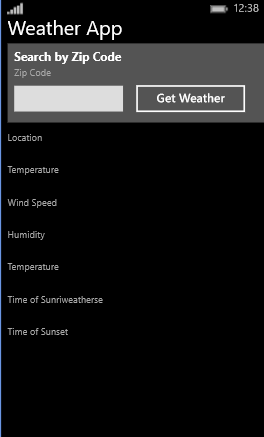 12:38
Weather App
Search by Zip Code
Zip Code
Get Weather
Location
Temperature
Wind Speed
Humidity
Temperature
Time of Sunriweatherse
Time of Sunset